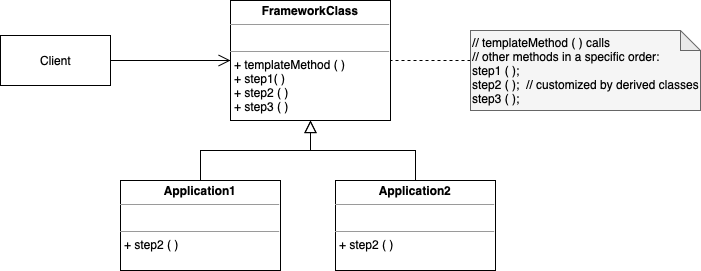 FrameworkClass
Client
+ templateMethod ( )
+ step1( )
+ step2 ( )
+ step3 ( )
// templateMethod ( ) calls
// other methods in a specific order:
step1 ( );
step2 ( );  // customized by derived classes
step3 ( );
Application1
+ step2 ( )
Application2
+ step2 ( )